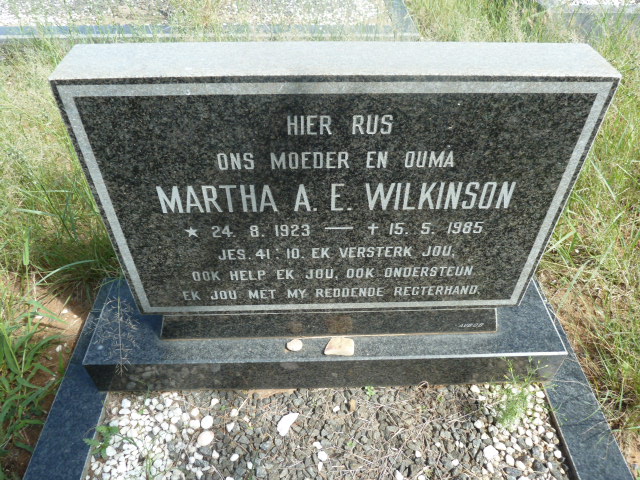 HIER RUS
ONS MOEDER EN OUMA
MARTHA A. E. WILKINSON
★ 24. 8. 1923 — ✝ 15. 5. 1985
JES. 41: 10. EK VERSTERK JOU,
OOK HELP EK JOU, OOK ONDERSTEUN
EK JOU MET MY REDDENDE REGTERHAND.